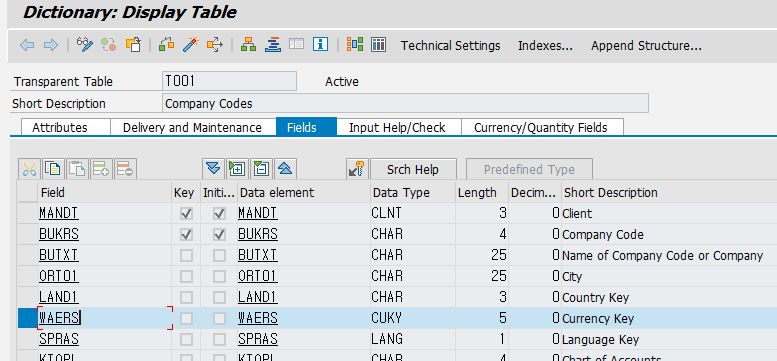 Dictionary: Display Table
Technical Settings Indexes... Append Structure...
Transparent Table T001 Active
Short Description Company Codes
Attributes Delivery and Maintenance Fields Input Help/Check Currency/Quantity Fields
Srch Help Predefined Type
Field Key Initi... Data element Data Type Length Decim... Short Description
MANDT MANDT CLNT 3 0 Client
BUKRS BUKRS CHAR 4 0 Company Code
BUTXT BUTXT CHAR 25 0 Name of Company Code or Company
ORT01 ORT01 CHAR 25 0 City
LAND1 LAND1 CHAR 3 0 Country Key
WAERS WAERS CUKY 5 0 Currency Key
SPRAS SPRAS LANG 1 0 Language Key
KTOPL KTOPL CHAR 4 0 Chart of Accounts